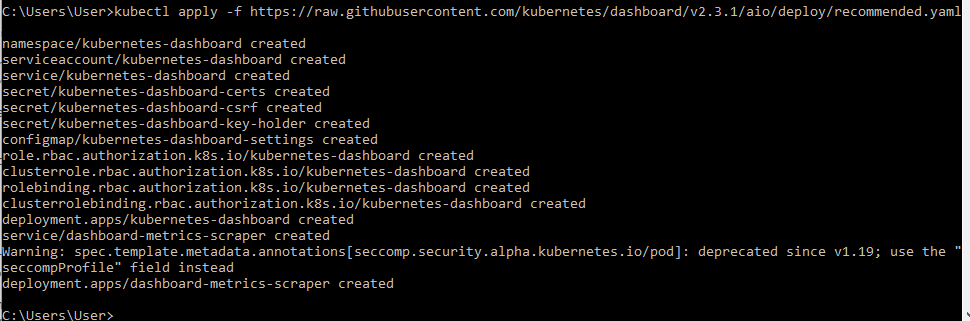 C:\Users\User>kubectl apply -f https://raw.githubusercontent.com/kubernetes/dashboard/v2.3.1/aio/deploy/recommended.yaml
namespace/kubernetes-dashboard created
serviceaccount/kubernetes-dashboard created
service/kubernetes-dashboard created
secret/kubernetes-dashboard-certs created
secret/kubernetes-dashboard-csrf created
secret/kubernetes-dashboard-key-holder created
configmap/kubernetes-dashboard-settings created
role.rbac.authorization.k8s.io/kubernetes-dashboard created
clusterrole.rbac.authorization.k8s.io/kubernetes-dashboard created
rolebinding.rbac.authorization.k8s.io/kubernetes-dashboard created
clusterrolebinding.rbac.authorization.k8s.io/kubernetes-dashboard created
deployment.apps/kubernetes-dashboard created
service/dashboard-metrics-scraper created
Warning: spec.template.metadata.annotations[seccomp.security.alpha.kubernetes.io/pod]: deprecated since v1.19; use the "
seccompProfile" field instead
deployment.apps/dashboard-metrics-scraper created
C:\Users\User>